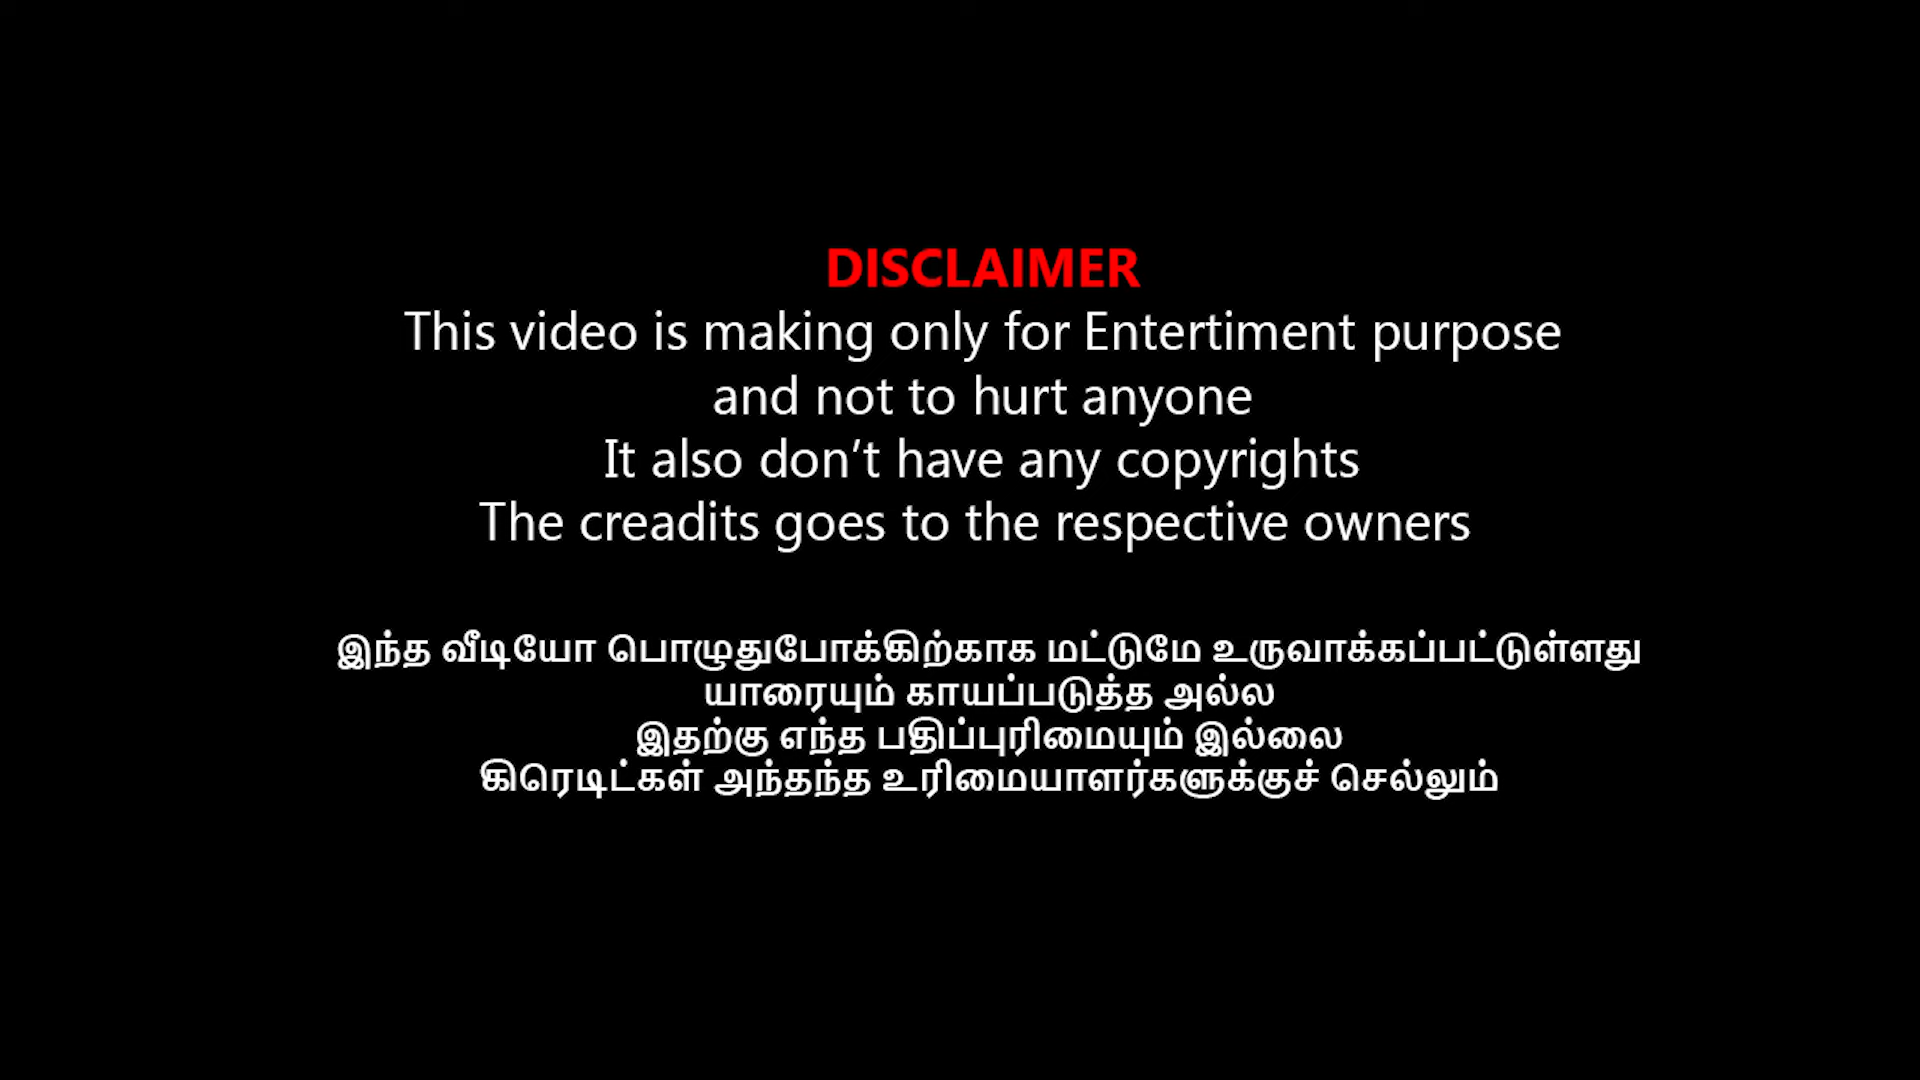 DISCLAIMER
This video is making only for Entertiment purpose
and not to hurt anyone
It also don’t have any copyrights
The creadits goes to the respective owners
இந்த வீடியோ பொழுதுபோக்கிற்காக மட்டுமே உருவாக்கப்பட்டுள்ளது
யாரையும் காயப்படுத்த அல்ல
இதற்கு எந்த பதிப்புரிமையும் இல்லை
கிரெடிட்கள் அந்தந்த உரிமையாளர்களுக்குச் செல்லும்